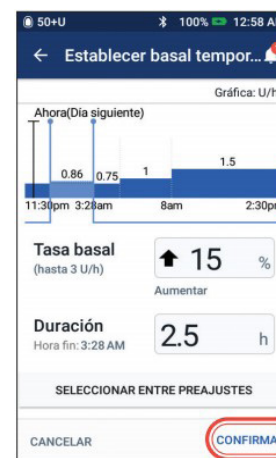 50+U 100% 12:58 AM
Establecer basal tempor...
Gráfica: U/h
Ahora(Día siguiente)
0.86 0.75 1 1.5
11:30pm 3:28am 8am 2:30pm
Tasa basal 15 %
(hasta 3 U/h)
Aumentar
Duración 2.5 h
Hora fin: 3:28 AM
SELECCIONAR ENTRE PREAJUSTES
CANCELAR CONFIRMA